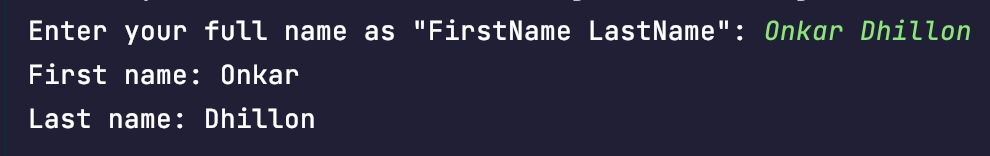 Enter your full name as "FirstName LastName": Onkar Dhillon
First name: Onkar
Last name: Dhillon